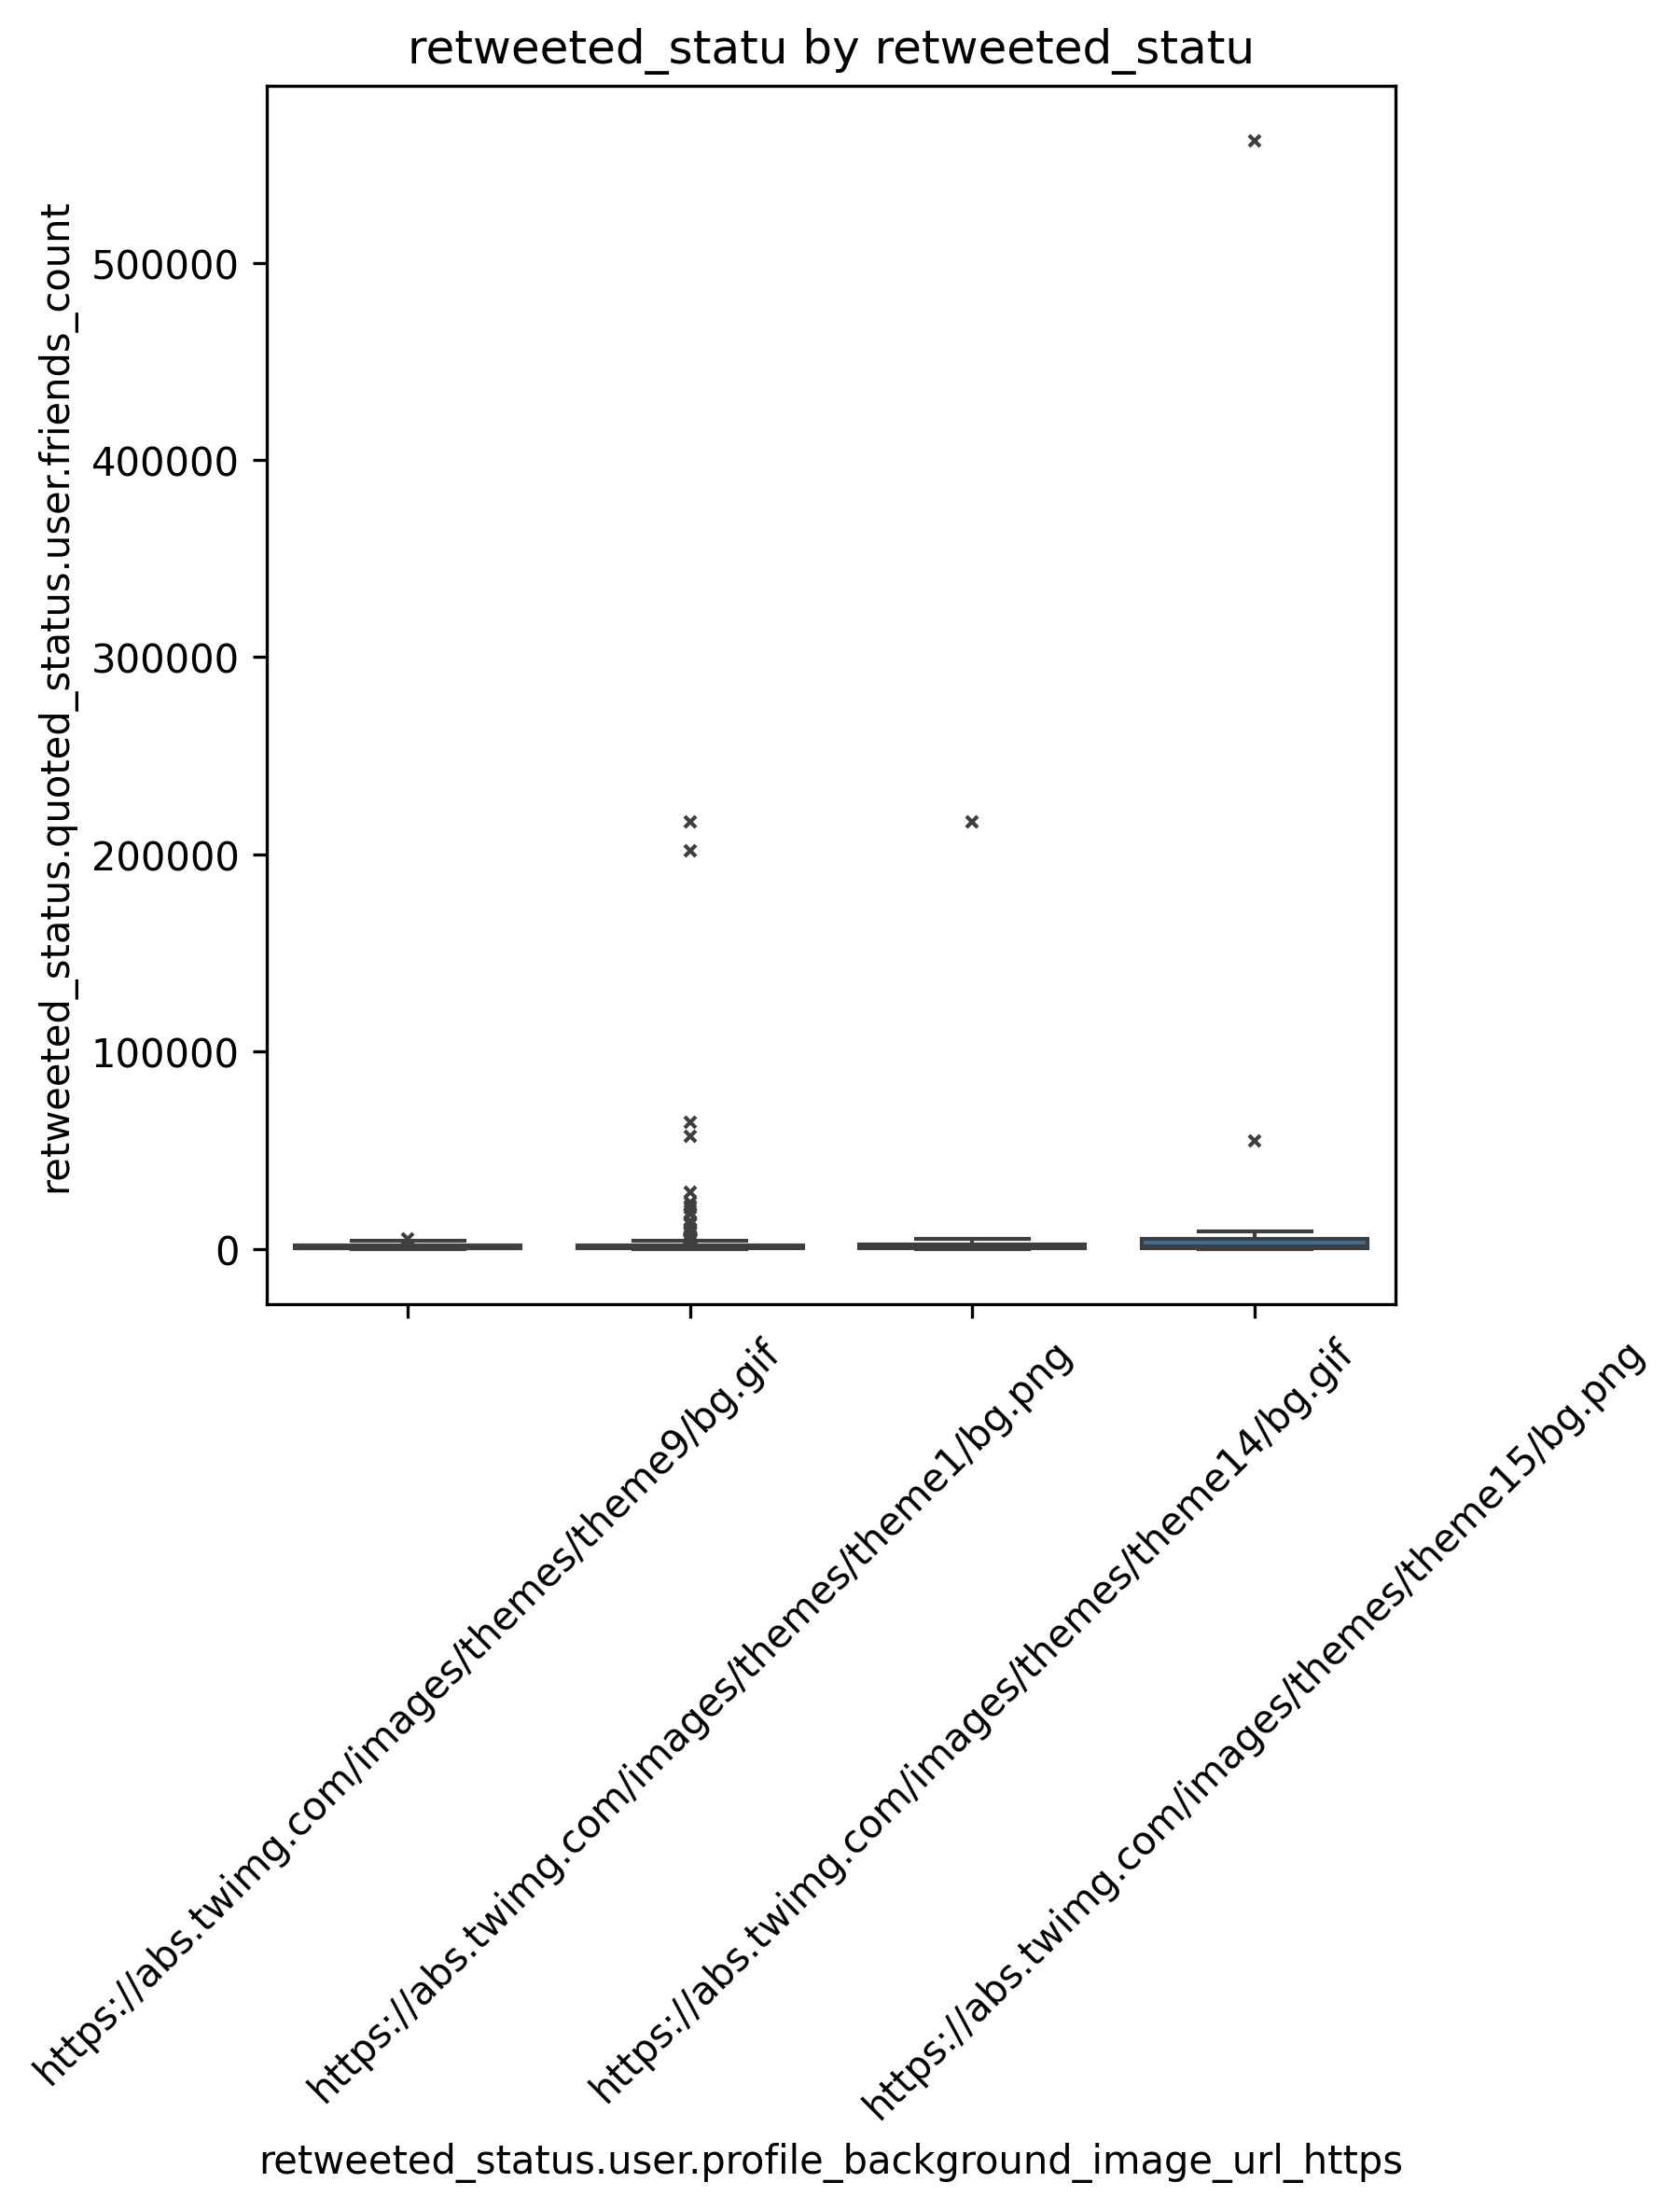 retweeted_statu by retweeted_statu
retweeted_status.quoted_status.user.friends_count
500000
400000
300000
200000
100000
0
https://abs.twimg.com/images/themes/theme9/bg.gif
https://abs.twimg.com/images/themes/theme1/bg.png
https://abs.twimg.com/images/themes/theme14/bg.gif
https://abs.twimg.com/images/themes/theme15/bg.png
retweeted_status.user.profile_background_image_url_https